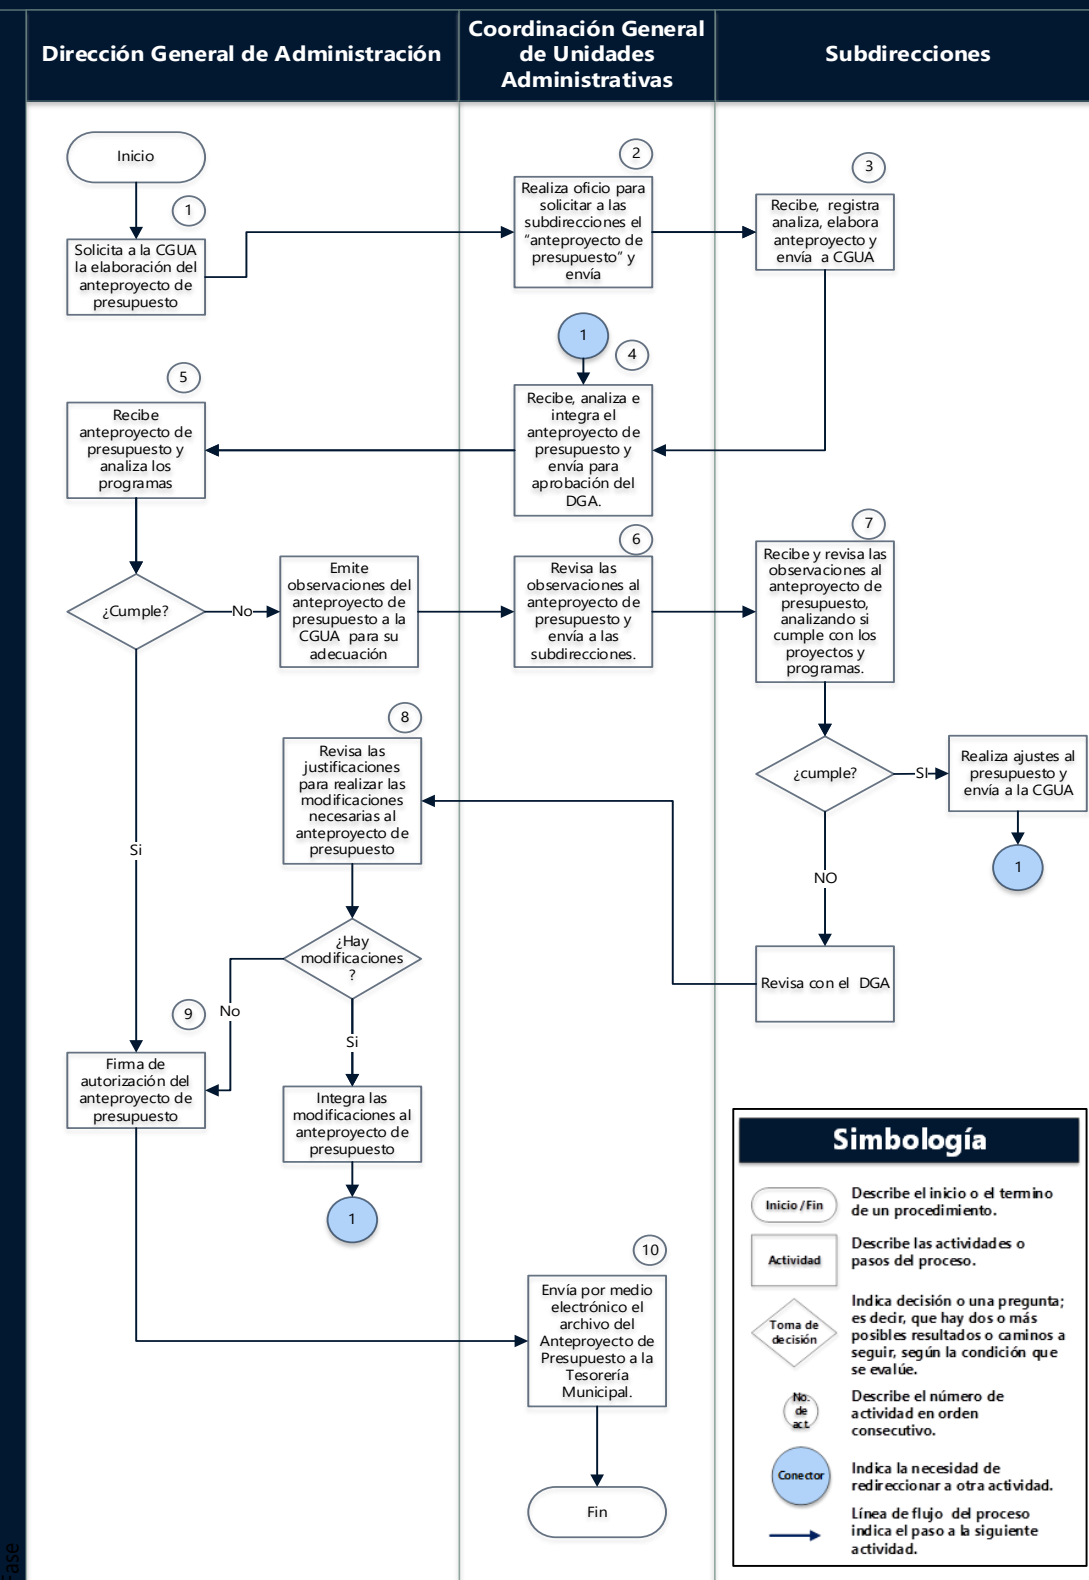 Dirección General de Administración
Coordinación General
de Unidades
Administrativas
Subdirecciones
Inicio
1
Solicita a la CGUA
la elaboración del
anteproyecto de
presupuesto
2
Realiza oficio para
solicitar a las
subdirecciones el
“anteproyecto de
presupuesto” y
envía
3
Recibe, registra
analiza, elabora
anteproyecto y
envía a CGUA
1
4
Recibe, analiza e
integra el
anteproyecto de
presupuesto y
envía para
aprobación del
DGA.
5
Recibe
anteproyecto de
presupuesto y
analiza los
programas
¿Cumple?
No
Emite
observaciones del
anteproyecto de
presupuesto a la
CGUA para su
adecuación
6
Revisa las
observaciones al
anteproyecto de
presupuesto y
envía a las
subdirecciones.
7
Recibe y revisa las
observaciones al
anteproyecto de
presupuesto,
analizando si
cumple con los
proyectos y
programas.
¿cumple?
SI
Realiza ajustes al
presupuesto y
envía a la CGUA
1
NO
Revisa con el DGA
8
Revisa las
justificaciones
para realizar las
modificaciones
necesarias al
anteproyecto de
presupuesto
Si
¿Hay
modificaciones
?
No
Si
9
Firma de
autorización del
anteproyecto de
presupuesto
Integra las
modificaciones al
anteproyecto de
presupuesto
1
10
Envía por medio
electrónico el
archivo del
Anteproyecto de
Presupuesto a la
Tesorería
Municipal.
Fin
Simbología
Inicio /Fin
Describe el inicio o el termino
de un procedimiento.
Actividad
Describe las actividades o
pasos del proceso.
Toma de
decisión
Indica decisión o una pregunta;
es decir, que hay dos o más
posibles resultados o caminos a
seguir, según la condición que
se evalúe.
No.
de
act.
Describe el número de
actividad en orden
consecutivo.
Conector
Indica la necesidad de
redireccionar a otra actividad.
Línea de flujo del proceso
indica el paso a la siguiente
actividad.
Fase